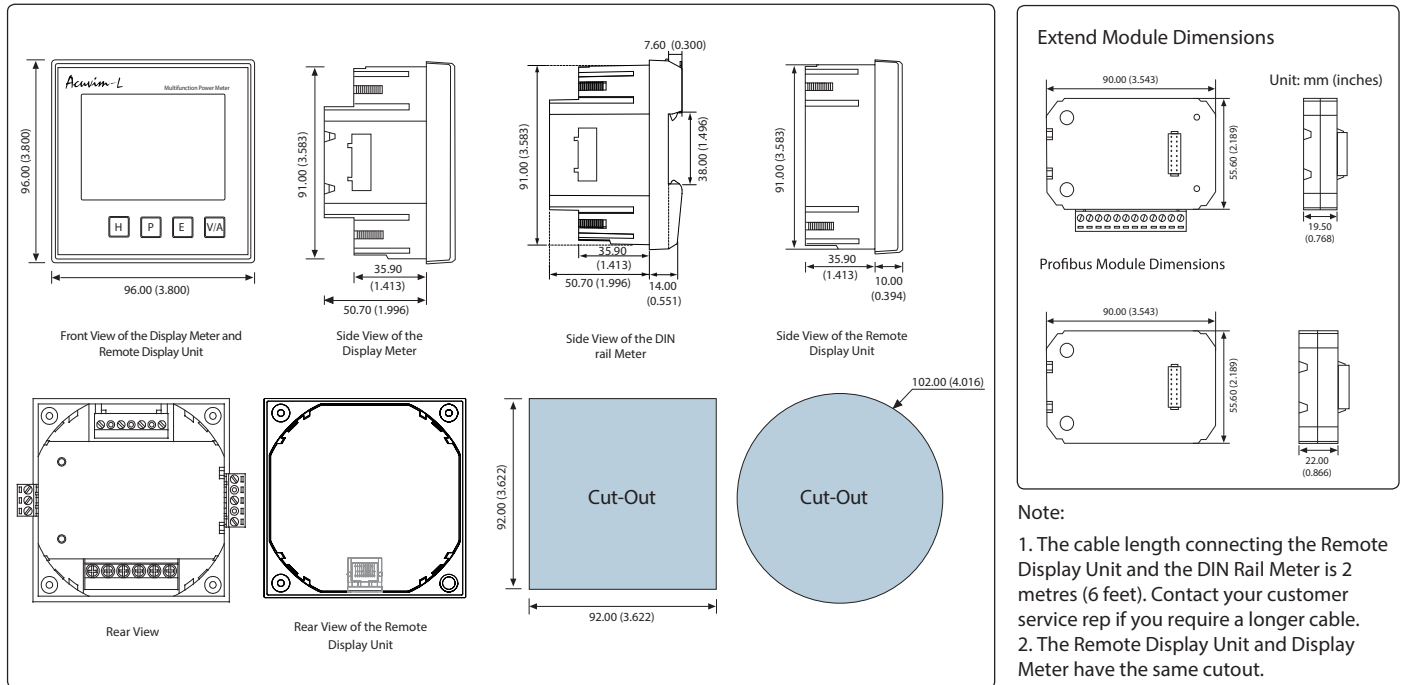 7.60 (0.300)
Acuvim-L
Multifunction Power Meter
H P E V/A
96.00 (3.800)
96.00 (3.800)
Front View of the Display Meter and
Remote Display Unit
91.00 (3.583)
35.90
(1.413)
50.70 (1.996)
Side View of the
Display Meter
91.00 (3.583)
38.00 (1.496)
35.90
(1.413)
50.70 (1.996)
14.00
(0.551)
Side View of the DIN
rail Meter
91.00 (3.583)
35.90
(1.413)
10.00
(0.394)
Side View of the Remote
Display Unit
Rear View
Rear View of the Remote
Display Unit
92.00 (3.622)
Cut-Out
92.00 (3.622)
102.00 (4.016)
Cut-Out
Extend Module Dimensions
Unit: mm (inches)
90.00 (3.543)
55.60 (2.189)
19.50
(0.768)
Profibus Module Dimensions
90.00 (3.543)
55.60 (2.189)
22.00
(0.866)
Note:
1. The cable length connecting the Remote
Display Unit and the DIN Rail Meter is 2
metres (6 feet). Contact your customer
service rep if you require a longer cable.
2. The Remote Display Unit and Display
Meter have the same cutout.